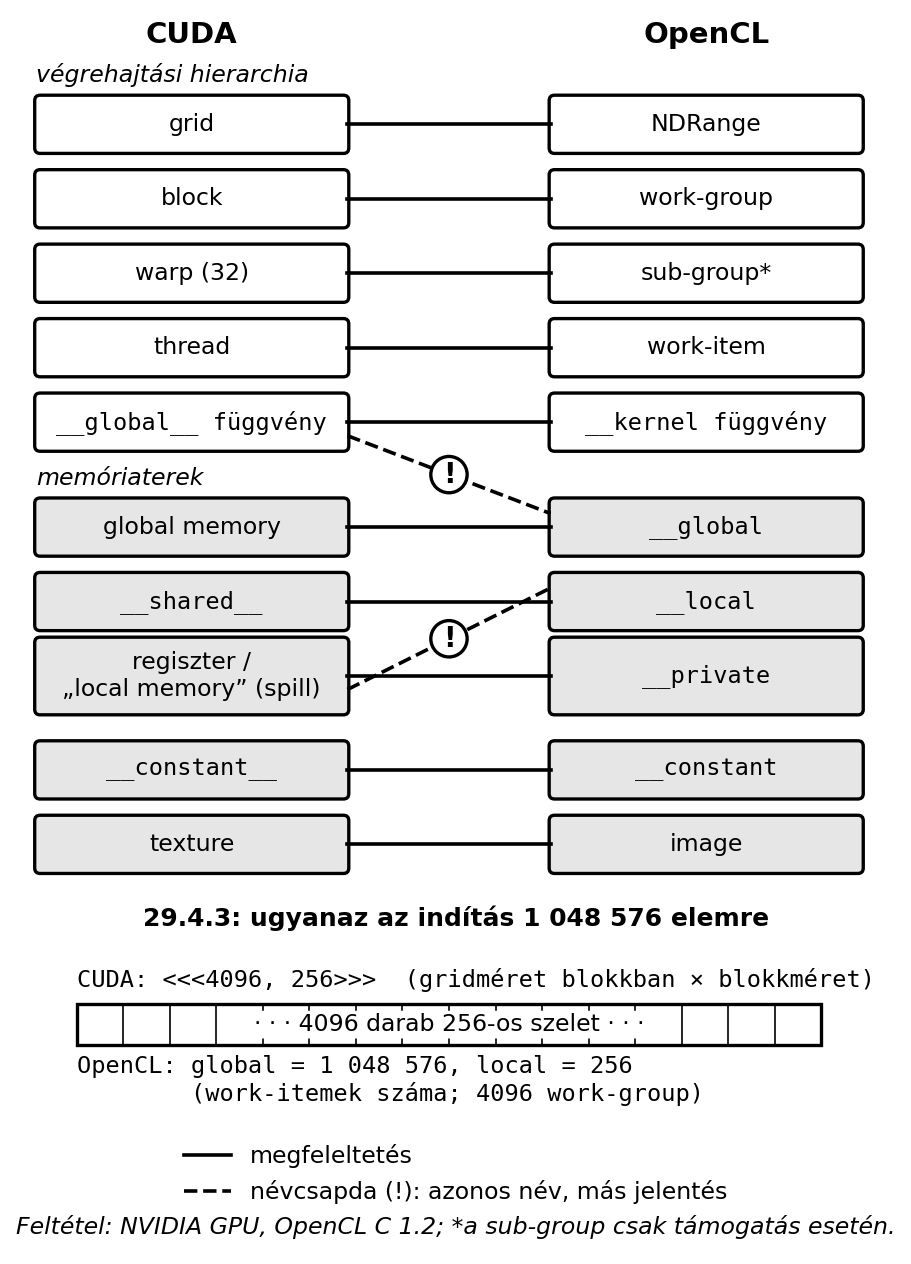 CUDA OpenCL
végrehajtási hierarchia
grid NDRange
block work-group
warp (32) sub-group*
thread work-item
__global__ függvény __kernel függvény
!
memóriaterek
global memory __global
__shared__ __local
!
regiszter /
„local memory” (spill) __private
__constant__ __constant
texture image
29.4.3: ugyanaz az indítás 1 048 576 elemre
CUDA: <<<4096, 256>>> (gridméret blokkban × blokkméret)
· · · 4096 darab 256-os szelet · · ·
OpenCL: global = 1 048 576, local = 256
(work-itemek száma; 4096 work-group)
megfeleltetés
névcsapda (!): azonos név, más jelentés
Feltétel: NVIDIA GPU, OpenCL C 1.2; *a sub-group csak támogatás esetén.